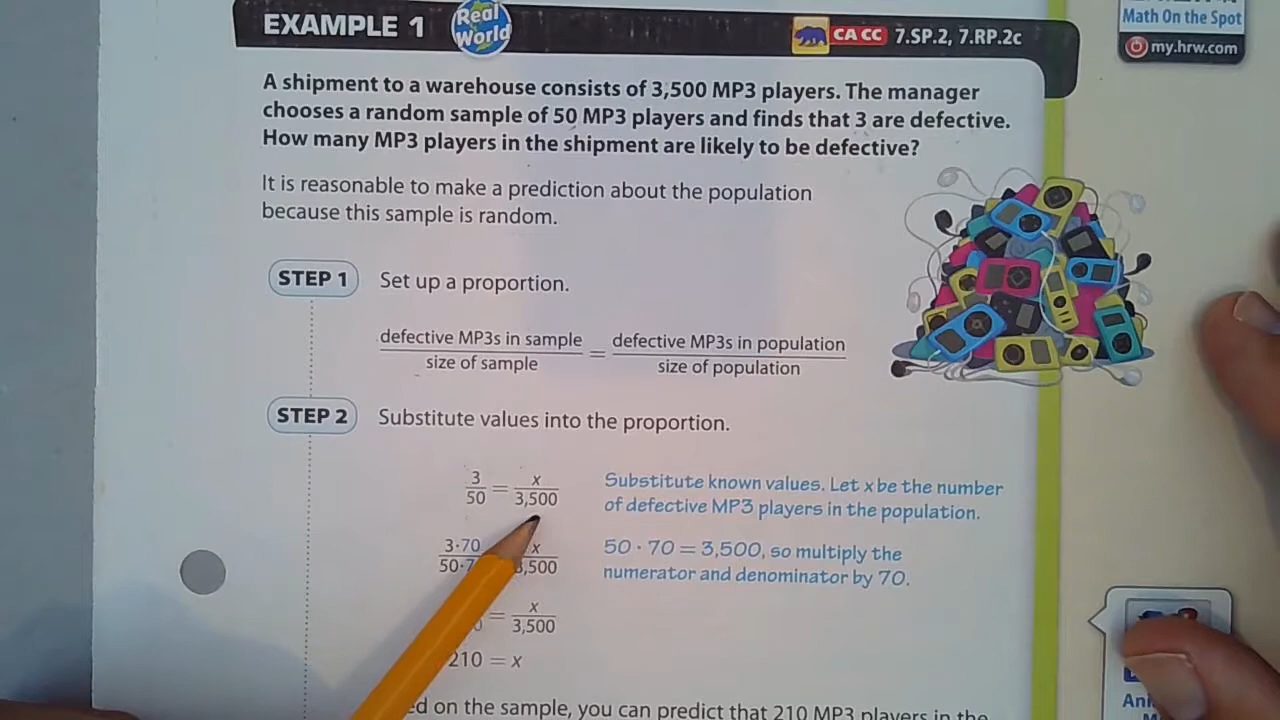 EXAMPLE 1
Real World
CA CC 7.SP.2, 7.RP.2c
Math On the Spot
my.hrw.com
A shipment to a warehouse consists of 3,500 MP3 players. The manager
chooses a random sample of 50 MP3 players and finds that 3 are defective.
How many MP3 players in the shipment are likely to be defective?
It is reasonable to make a prediction about the population
because this sample is random.
STEP 1 Set up a proportion.
defective MP3s in sample / size of sample = defective MP3s in population / size of population
STEP 2 Substitute values into the proportion.
3/50 = x/3,500
Substitute known values. Let x be the number
of defective MP3 players in the population.
3·70 / 50·7 x/3,500
50 · 70 = 3,500, so multiply the
numerator and denominator by 70.
= x/3,500
210 = x
on the sample, you can predict that 210 MP3 players in the